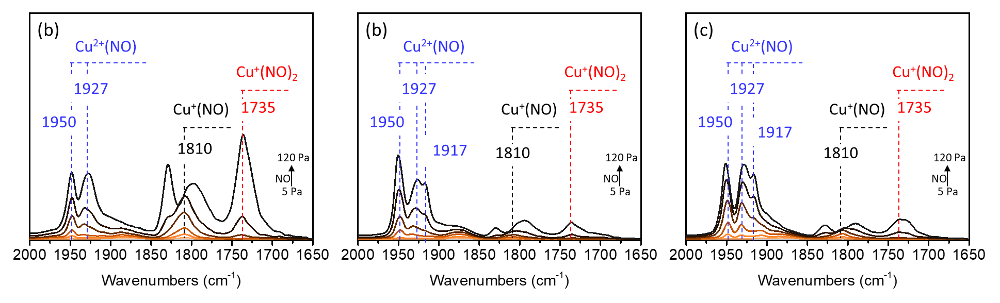 (b)
Cu²⁺(NO)
Cu⁺(NO)₂
1927
Cu⁺(NO)
1735
1950
1810
120 Pa
NO
5 Pa
2000 1950 1900 1850 1800 1750 1700 1650
Wavenumbers (cm⁻¹)
(b)
Cu²⁺(NO)
Cu⁺(NO)₂
1927
Cu⁺(NO)
1735
1950
1917
1810
120 Pa
NO
5 Pa
2000 1950 1900 1850 1800 1750 1700 1650
Wavenumbers (cm⁻¹)
(c)
Cu²⁺(NO)
Cu⁺(NO)₂
1927
Cu⁺(NO)
1735
1950
1917
1810
120 Pa
NO
5 Pa
2000 1950 1900 1850 1800 1750 1700 1650
Wavenumbers (cm⁻¹)